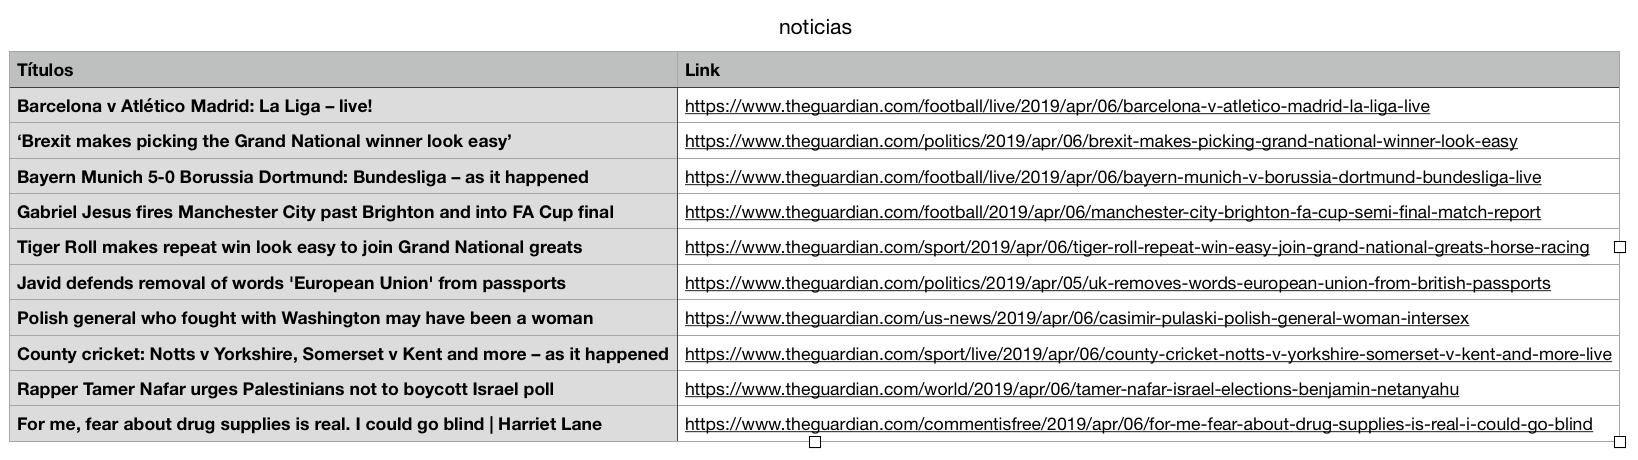 noticias
Títulos Link
Barcelona v Atlético Madrid: La Liga – live! https://www.theguardian.com/football/live/2019/apr/06/barcelona-v-atletico-madrid-la-liga-live
‘Brexit makes picking the Grand National winner look easy’ https://www.theguardian.com/politics/2019/apr/06/brexit-makes-picking-grand-national-winner-look-easy
Bayern Munich 5-0 Borussia Dortmund: Bundesliga – as it happened https://www.theguardian.com/football/live/2019/apr/06/bayern-munich-v-borussia-dortmund-bundesliga-live
Gabriel Jesus fires Manchester City past Brighton and into FA Cup final https://www.theguardian.com/football/2019/apr/06/manchester-city-brighton-fa-cup-semi-final-match-report
Tiger Roll makes repeat win look easy to join Grand National greats https://www.theguardian.com/sport/2019/apr/06/tiger-roll-repeat-win-easy-join-grand-national-greats-horse-racing
Javid defends removal of words 'European Union' from passports https://www.theguardian.com/politics/2019/apr/05/uk-removes-words-european-union-from-british-passports
Polish general who fought with Washington may have been a woman https://www.theguardian.com/us-news/2019/apr/06/casimir-pulaski-polish-general-woman-intersex
County cricket: Notts v Yorkshire, Somerset v Kent and more – as it happened https://www.theguardian.com/sport/live/2019/apr/06/county-cricket-notts-v-yorkshire-somerset-v-kent-and-more-live
Rapper Tamer Nafar urges Palestinians not to boycott Israel poll https://www.theguardian.com/world/2019/apr/06/tamer-nafar-israel-elections-benjamin-netanyahu
For me, fear about drug supplies is real. I could go blind | Harriet Lane https://www.theguardian.com/commentisfree/2019/apr/06/for-me-fear-about-drug-supplies-is-real-i-could-go-blind